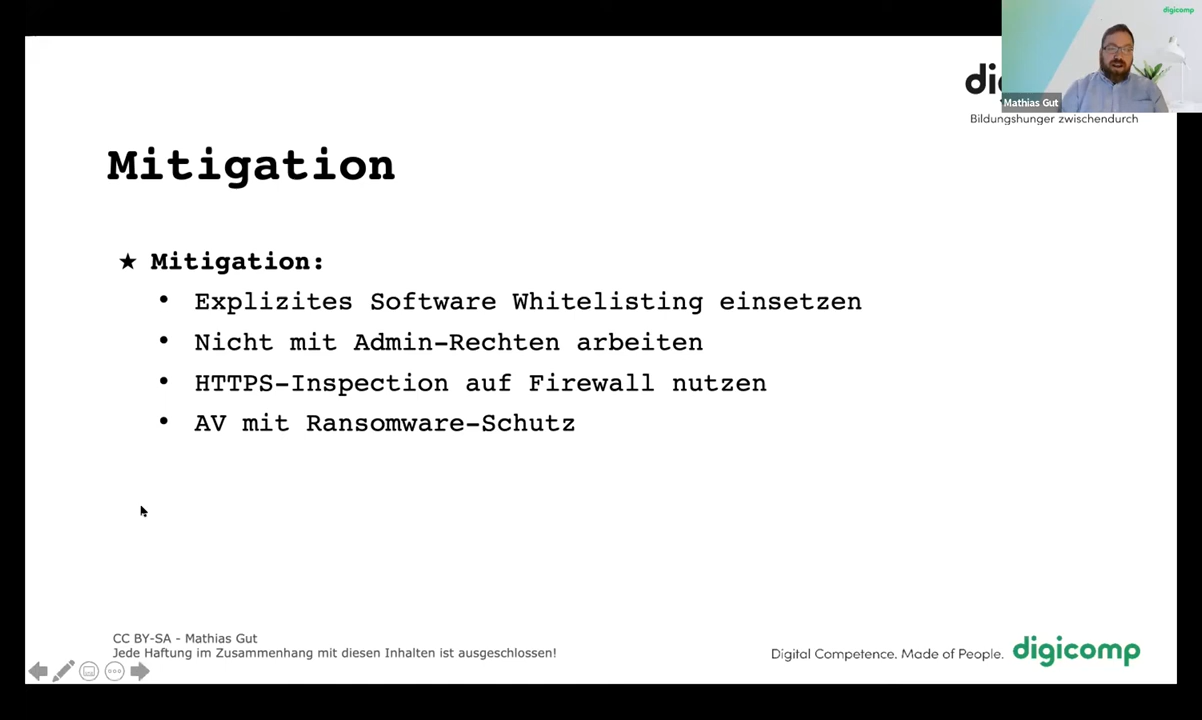 digicomp
Mathias Gut
Bildungshunger zwischendurch
Mitigation
★ Mitigation:
• Explizites Software Whitelisting einsetzen
• Nicht mit Admin-Rechten arbeiten
• HTTPS-Inspection auf Firewall nutzen
• AV mit Ransomware-Schutz
CC BY-SA - Mathias Gut
Jede Haftung im Zusammenhang mit diesen Inhalten ist ausgeschlossen!
Digital Competence. Made of People.
digicomp